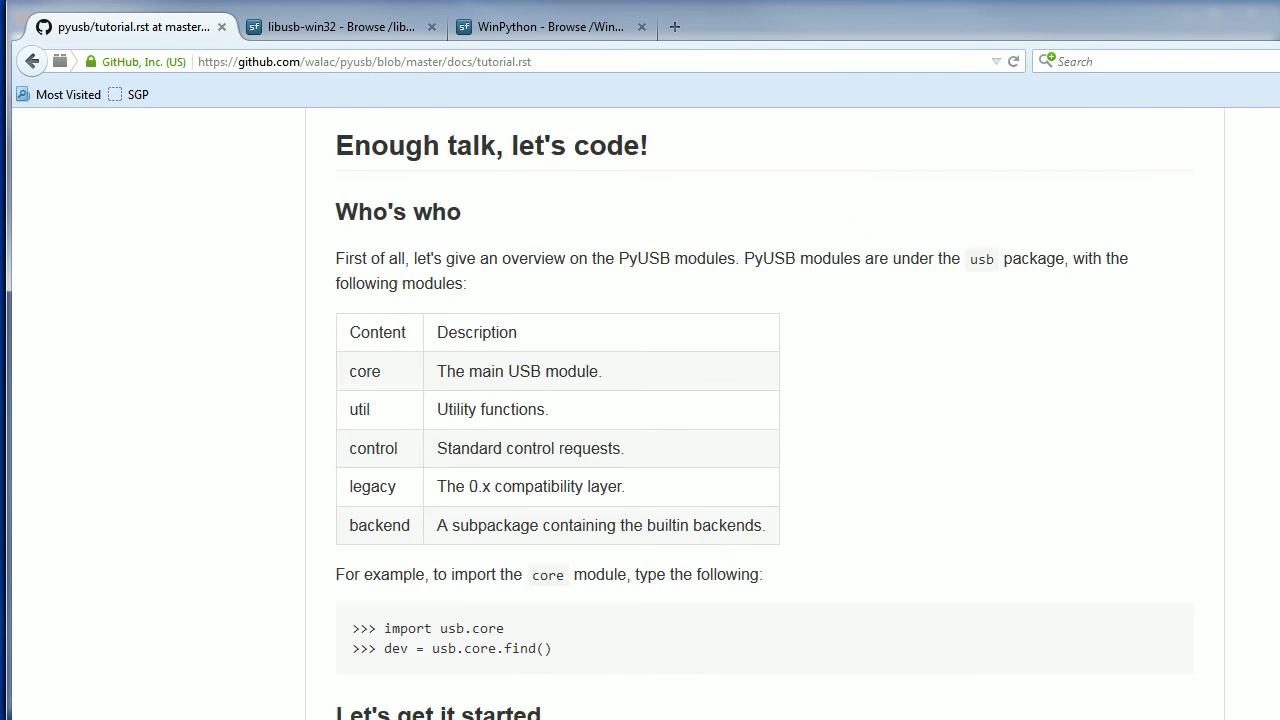 pyusb/tutorial.rst at master...
libusb-win32 - Browse /lib...
WinPython - Browse /Win...
GitHub, Inc. (US)
https://github.com/walac/pyusb/blob/master/docs/tutorial.rst
Search
Most Visited
SGP
Enough talk, let's code!
Who's who
First of all, let's give an overview on the PyUSB modules. PyUSB modules are under the usb package, with the
following modules:
Content Description
core The main USB module.
util Utility functions.
control Standard control requests.
legacy The 0.x compatibility layer.
backend A subpackage containing the builtin backends.
For example, to import the core module, type the following:
>>> import usb.core
>>> dev = usb.core.find()
Let's get it started